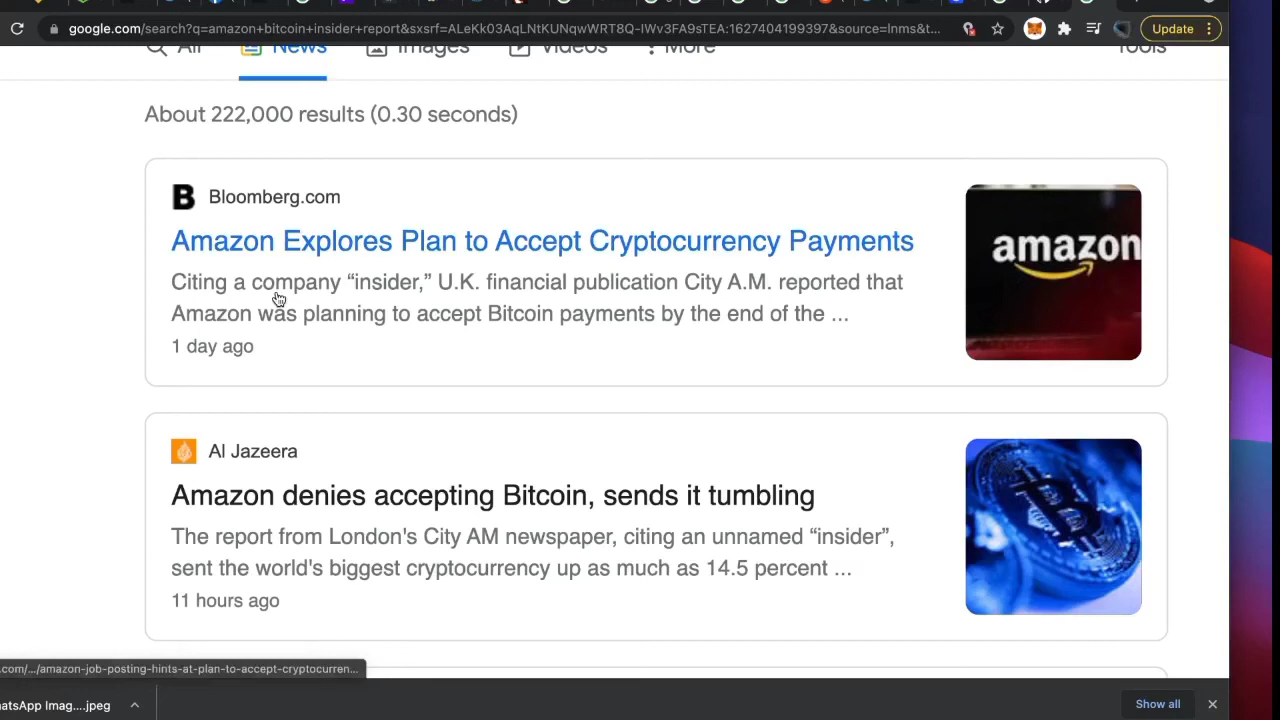 google.com/search?q=amazon+bitcoin+insider+report&sxsrf=ALeKk03AqLNtKUNQwWRT8Q-IWv3FA9sTEA:1627404199397&source=lnms&t...
Update
All
News
Images
Videos
More
Tools
About 222,000 results (0.30 seconds)
B
Bloomberg.com
Amazon Explores Plan to Accept Cryptocurrency Payments
Citing a company “insider,” U.K. financial publication City A.M. reported that
Amazon was planning to accept Bitcoin payments by the end of the ...
1 day ago
amazon
Al Jazeera
Amazon denies accepting Bitcoin, sends it tumbling
The report from London's City AM newspaper, citing an unnamed “insider”,
sent the world's biggest cryptocurrency up as much as 14.5 percent ...
11 hours ago
.com/.../amazon-job-posting-hints-at-plan-to-accept-cryptocurren...
atsApp Imag....jpeg
Show all